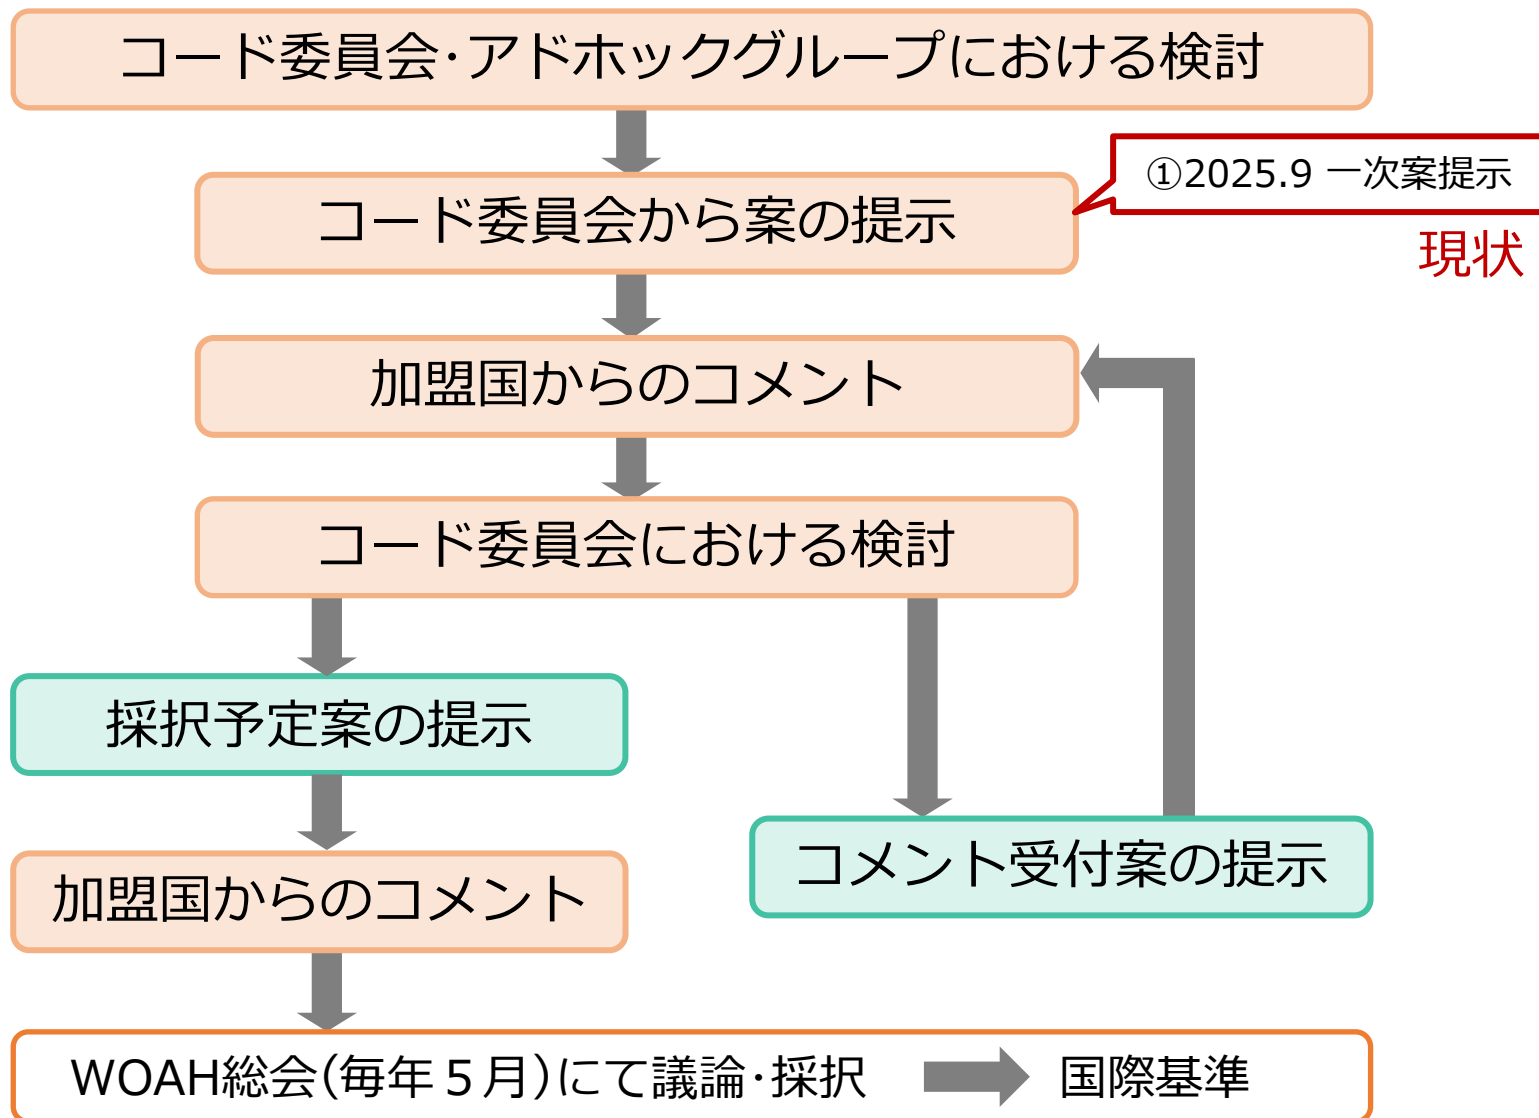 コード委員会・アドホックグループにおける検討
①2025.9 一次案提示
コード委員会から案の提示
現状
加盟国からのコメント
コード委員会における検討
採択予定案の提示
コメント受付案の提示
加盟国からのコメント
WOAH総会(毎年５月)にて議論・採択 国際基準